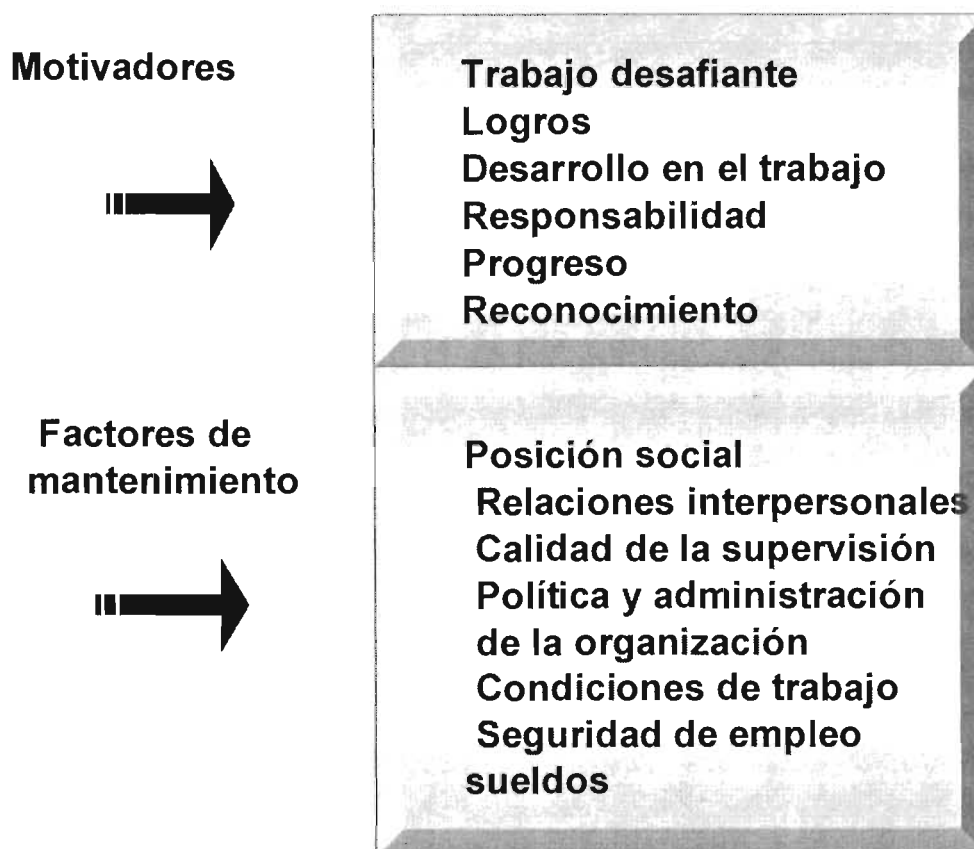 Motivadores
Trabajo desafiante
Logros
Desarrollo en el trabajo
Responsabilidad
Progreso
Reconocimiento
Factores de
mantenimiento
Posición social
Relaciones interpersonales
Calidad de la supervisión
Política y administración
de la organización
Condiciones de trabajo
Seguridad de empleo
sueldos